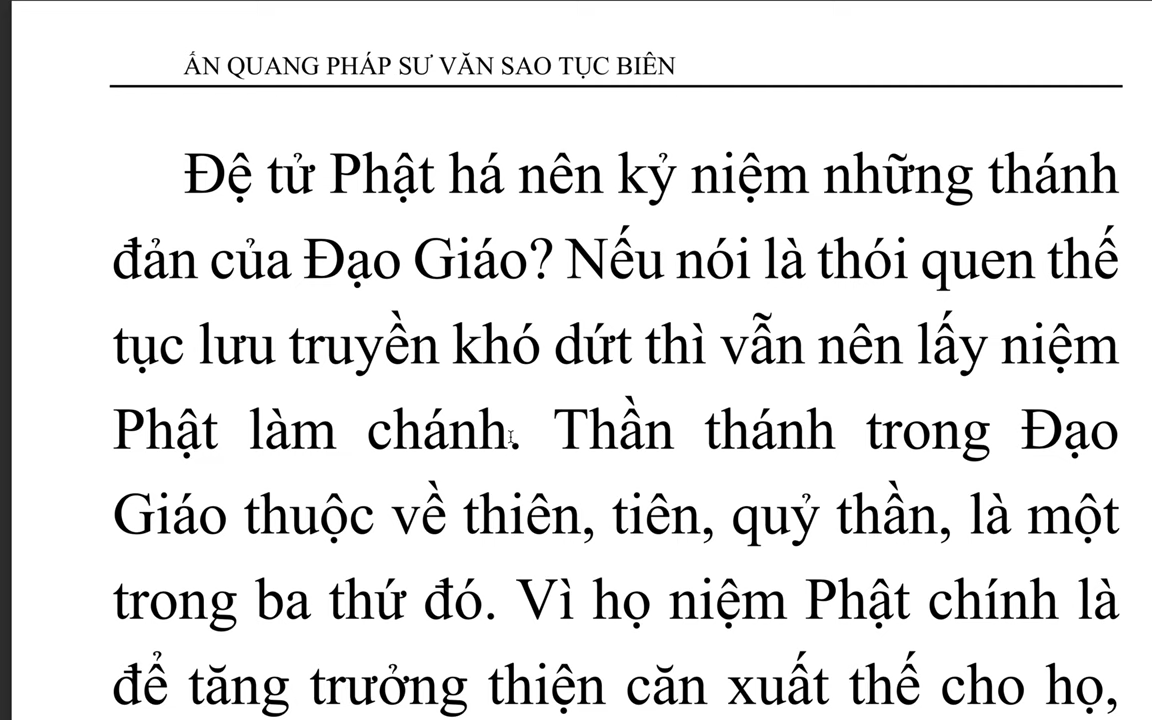 ẤN QUANG PHÁP SƯ VĂN SAO TỤC BIÊN
Đệ tử Phật há nên kỷ niệm những thánh
đản của Đạo Giáo? Nếu nói là thói quen thế
tục lưu truyền khó dứt thì vẫn nên lấy niệm
Phật làm chánh. Thần thánh trong Đạo
Giáo thuộc về thiên, tiên, quỷ thần, là một
trong ba thứ đó. Vì họ niệm Phật chính là
để tăng trưởng thiện căn xuất thế cho họ,